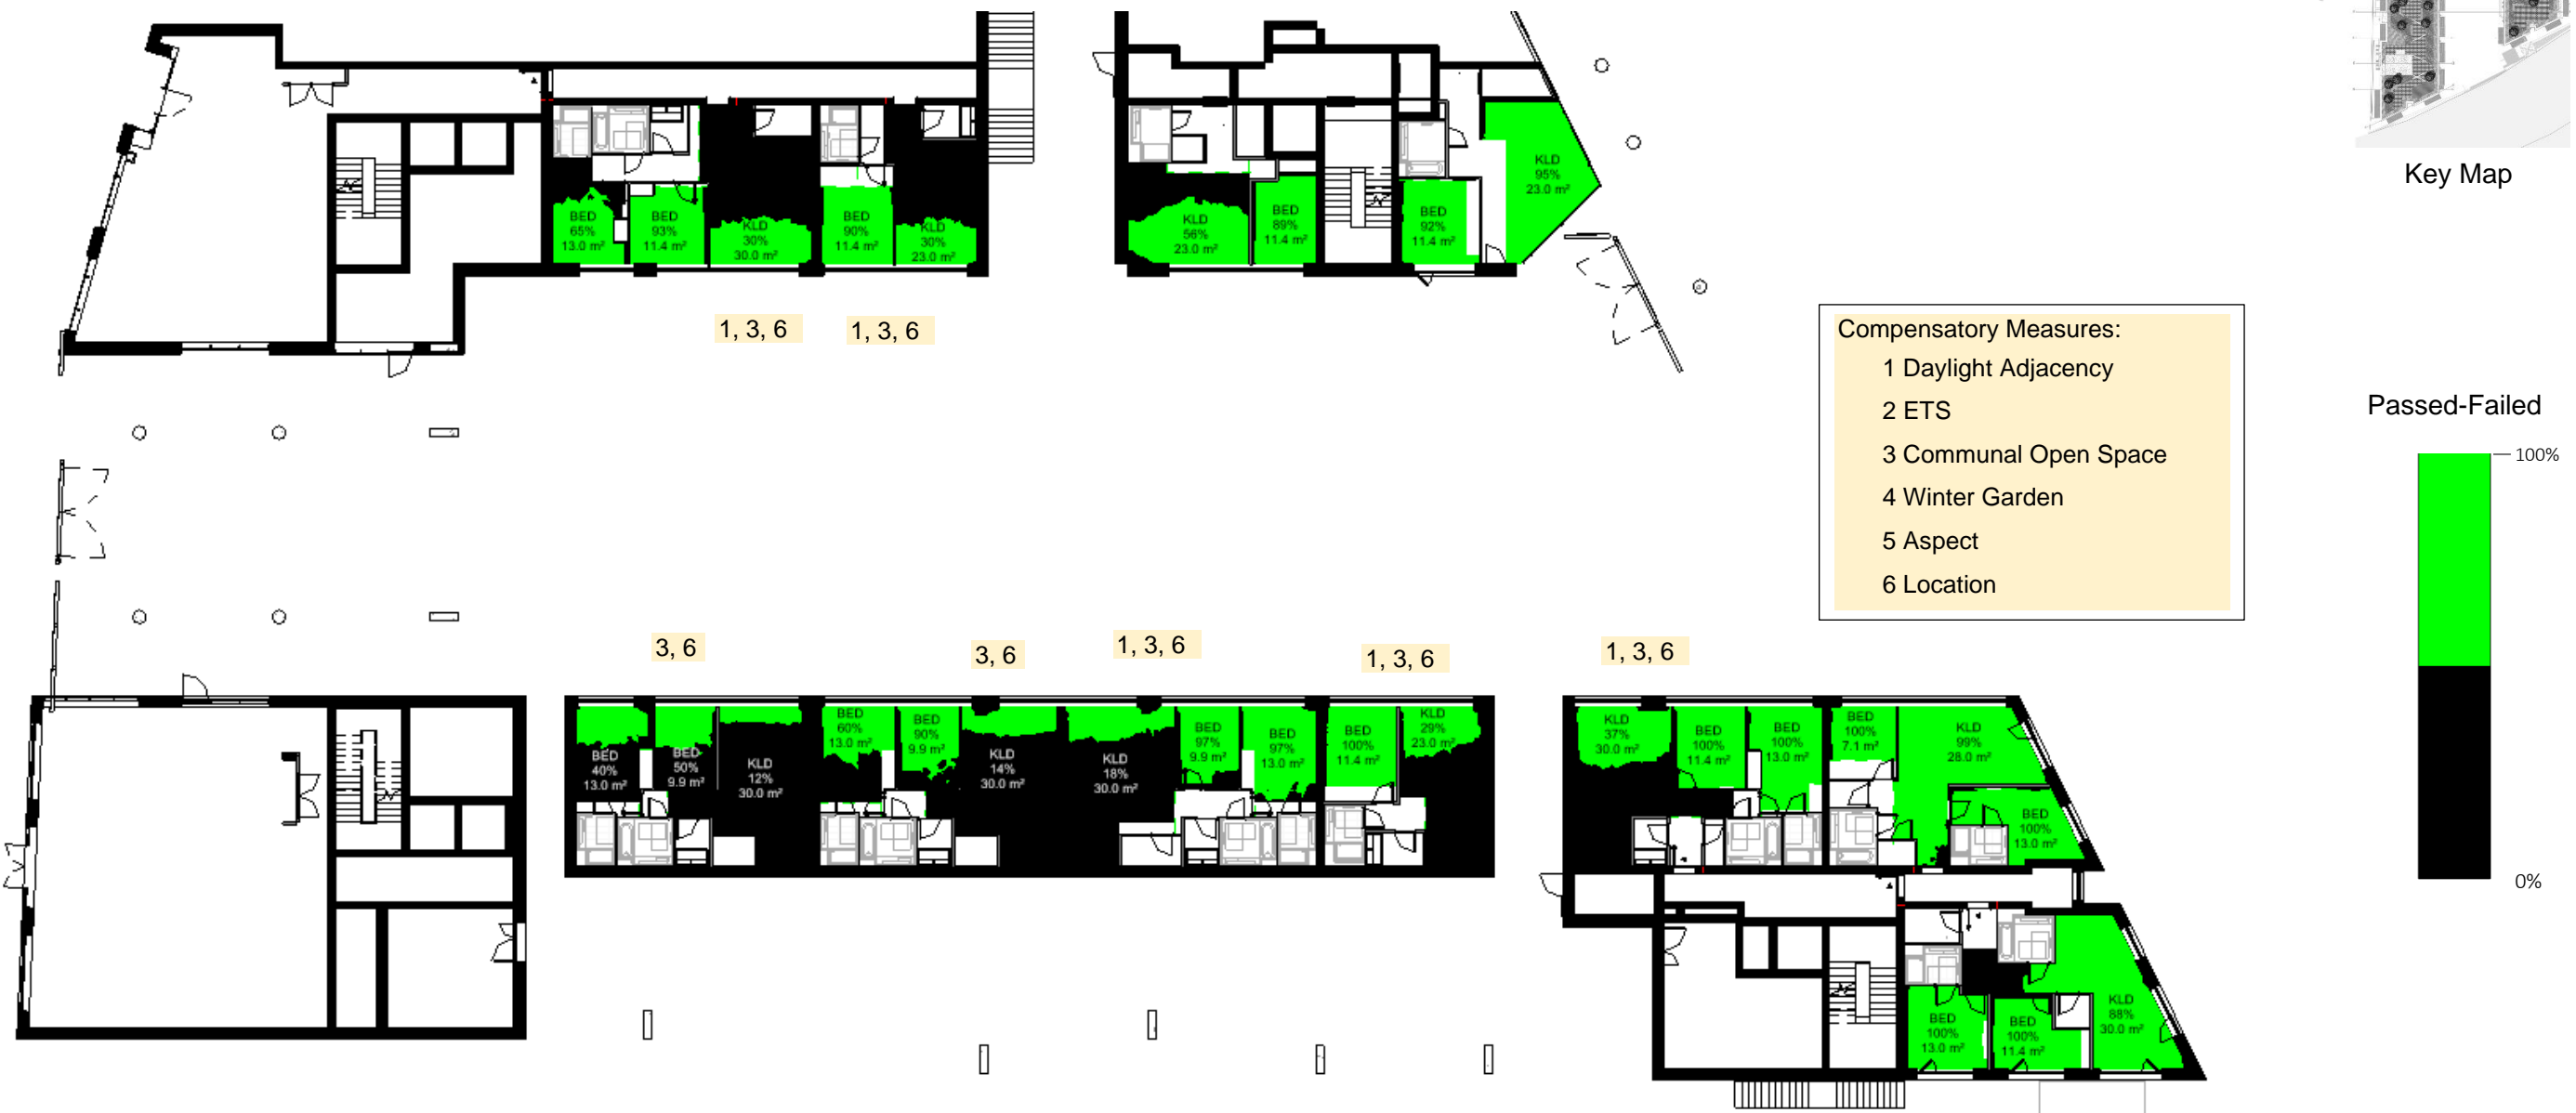 Key Map
KLD
95%
23.0 m²
BED
65%
13.0 m²
BED
93%
11.4 m²
KLD
30%
30.0 m²
BED
90%
11.4 m²
KLD
30%
23.0 m²
KLD
56%
23.0 m²
BED
89%
11.4 m²
BED
92%
11.4 m²
1, 3, 6
1, 3, 6
Compensatory Measures:
1 Daylight Adjacency
2 ETS
3 Communal Open Space
4 Winter Garden
5 Aspect
6 Location
Passed-Failed
100%
0%
3, 6
3, 6
1, 3, 6
1, 3, 6
1, 3, 6
BED
40%
13.0 m²
BED
50%
9.9 m²
KLD
12%
30.0 m²
BED
60%
13.0 m²
BED
90%
9.9 m²
KLD
14%
30.0 m²
KLD
18%
30.0 m²
BED
97%
9.9 m²
BED
97%
13.0 m²
BED
100%
11.4 m²
KLD
29%
23.0 m²
KLD
37%
30.0 m²
BED
100%
11.4 m²
BED
100%
13.0 m²
BED
100%
7.1 m²
KLD
99%
28.0 m²
BED
100%
13.0 m²
BED
100%
13.0 m²
BED
100%
11.4 m²
KLD
88%
30.0 m²